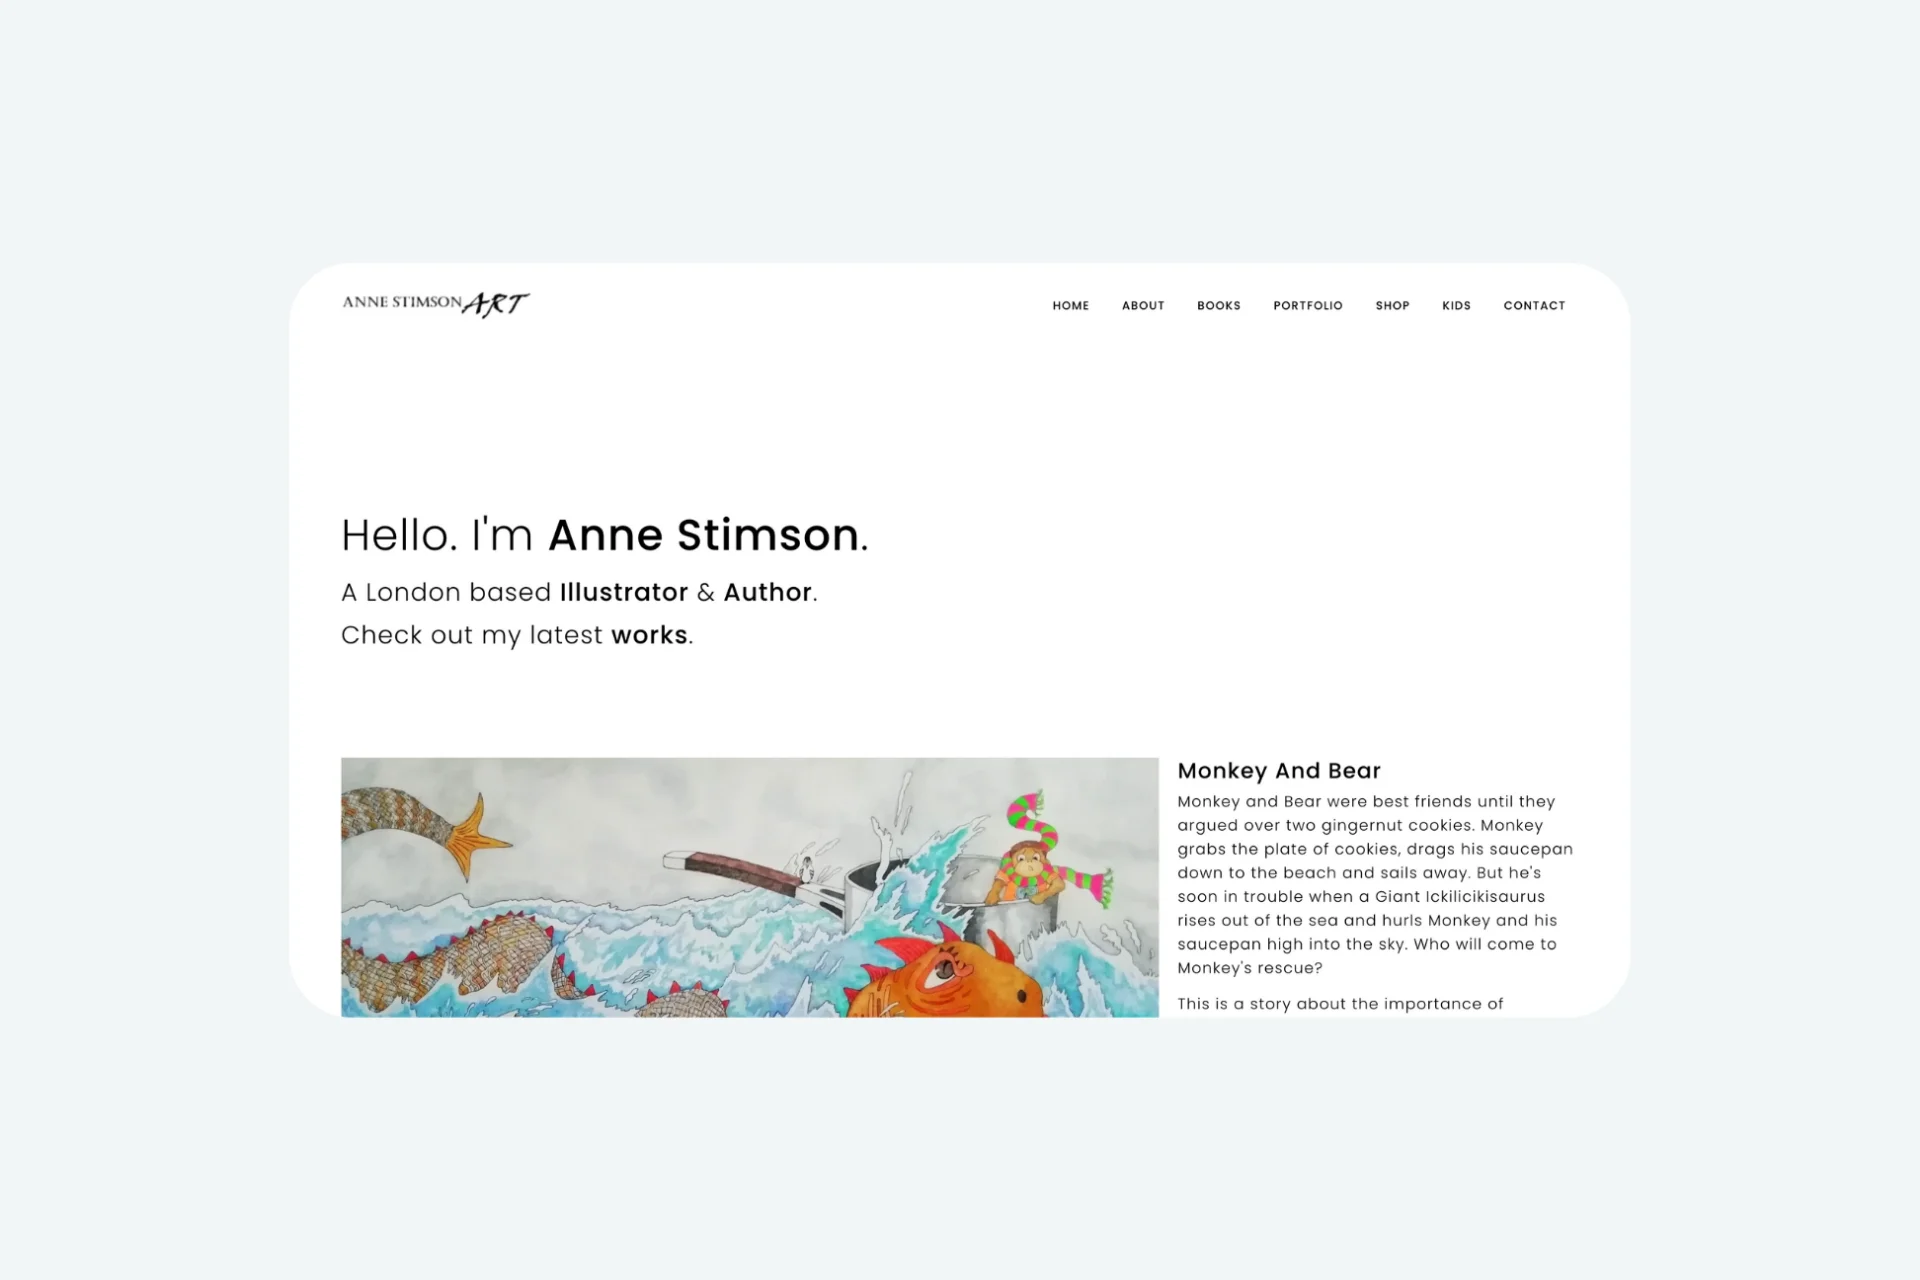 ANNE STIMSON ART
HOME ABOUT BOOKS PORTFOLIO SHOP KIDS CONTACT
Hello. I'm Anne Stimson.
A London based Illustrator & Author.
Check out my latest works.
Monkey And Bear
Monkey and Bear were best friends until they
argued over two gingernut cookies. Monkey
grabs the plate of cookies, drags his saucepan
down to the beach and sails away. But he's
soon in trouble when a Giant Ickilicikisaurus
rises out of the sea and hurls Monkey and his
saucepan high into the sky. Who will come to
Monkey's rescue?
This is a story about the importance of